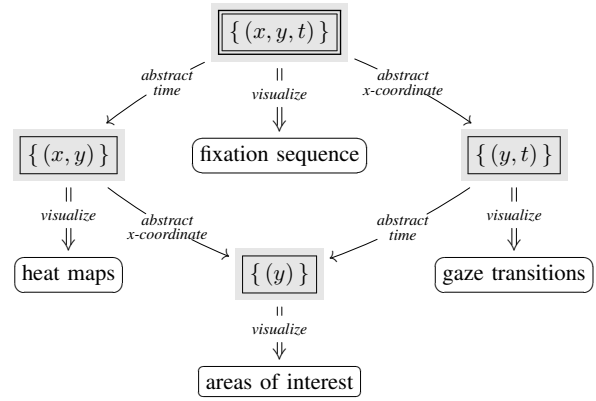 { (x, y, t) }
abstract
time
visualize
abstract
x-coordinate
{ (x, y) }
fixation sequence
{ (y, t) }
visualize
abstract
x-coordinate
abstract
time
visualize
heat maps
{ (y) }
gaze transitions
visualize
areas of interest